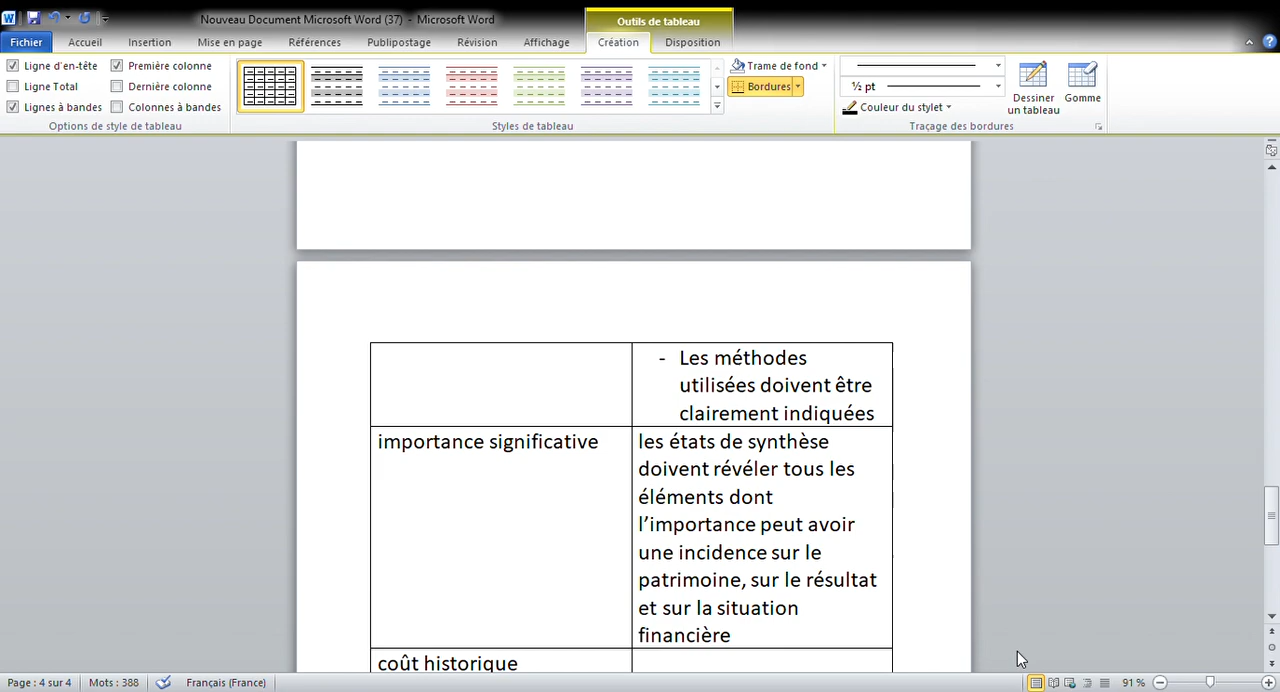 Nouveau Document Microsoft Word (37) - Microsoft Word
Outils de tableau
Fichier Accueil Insertion Mise en page Références Publipostage Révision Affichage Création Disposition
Ligne d'en-tête Première colonne
Ligne Total Dernière colonne
Lignes à bandes Colonnes à bandes
Options de style de tableau
Styles de tableau
Trame de fond
Bordures
½ pt
Couleur du stylet
Dessiner un tableau
Gomme
Traçage des bordures
- Les méthodes
utilisées doivent être
clairement indiquées
importance significative
les états de synthèse
doivent révéler tous les
éléments dont
l'importance peut avoir
une incidence sur le
patrimoine, sur le résultat
et sur la situation
financière
coût historique
Page : 4 sur 4 Mots : 388 Français (France) 91 %